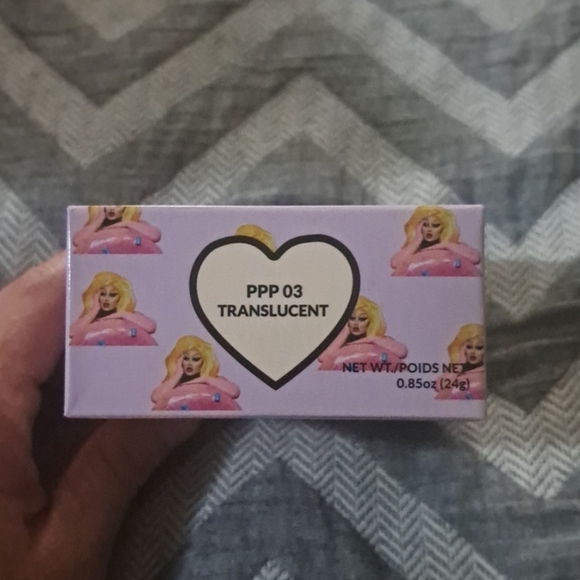 PPP 03
TRANSLUCENT
NET WT./POIDS NET
0.85oz (24g)